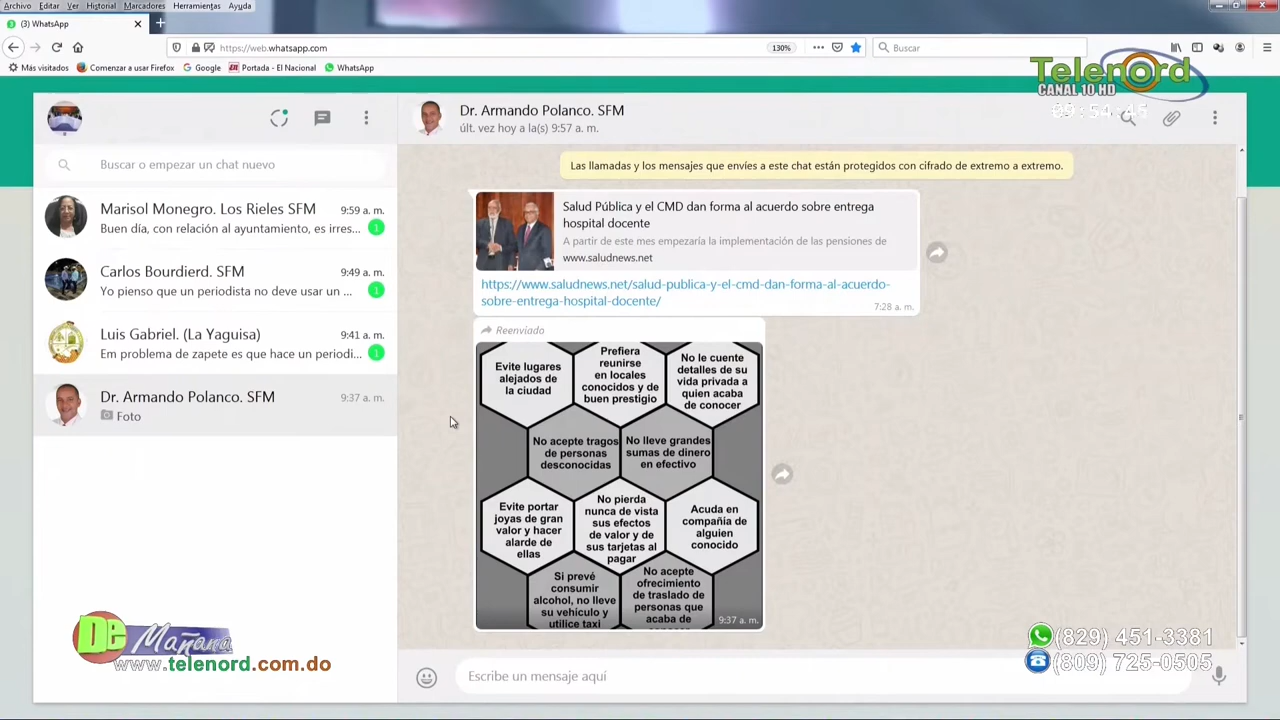 Archivo Editar Ver Historial Marcadores Herramientas Ayuda
(3) WhatsApp
https://web.whatsapp.com
130%
Buscar
Más visitados
Comenzar a usar Firefox
Google
Portada - El Nacional
WhatsApp
Telenord
CANAL 10 HD
Dr. Armando Polanco. SFM
últ. vez hoy a la(s) 9:57 a. m.
Buscar o empezar un chat nuevo
Marisol Monegro. Los Rieles SFM
9:59 a. m.
Buen día, con relación al ayuntamiento, es irres...
1
Carlos Bourdierd. SFM
9:49 a. m.
Yo pienso que un periodista no deve usar un ...
1
Luis Gabriel. (La Yaguisa)
9:41 a. m.
Em problema de zapete es que hace un periodi...
1
Dr. Armando Polanco. SFM
9:37 a. m.
Foto
Las llamadas y los mensajes que envíes a este chat están protegidos con cifrado de extremo a extremo.
Salud Pública y el CMD dan forma al acuerdo sobre entrega
hospital docente
A partir de este mes empezaría la implementación de las pensiones de
www.saludnews.net
https://www.saludnews.net/salud-publica-y-el-cmd-dan-forma-al-acuerdo-
sobre-entrega-hospital-docente/
7:28 a. m.
Reenviado
Evite lugares
alejados de
la ciudad
Prefiera
reunirse
en locales
conocidos y de
buen prestigio
No le cuente
detalles de su
vida privada a
quien acaba
de conocer
No acepte tragos
de personas
desconocidas
No lleve grandes
sumas de dinero
en efectivo
Evite portar
joyas de gran
valor y hacer
alarde de
ellas
No pierda
nunca de vista
sus efectos
de valor y de
sus tarjetas al
pagar
Acuda en
compañía de
alguien
conocido
Si prevé
consumir
alcohol, no lleve
su vehículo y
utilice taxi
No acepte
ofrecimiento
de traslado de
personas que
acaba de
9:37 a. m.
Escribe un mensaje aquí
De Mañana
www.telenord.com.do
(829) 451-3381
(809) 725-0505